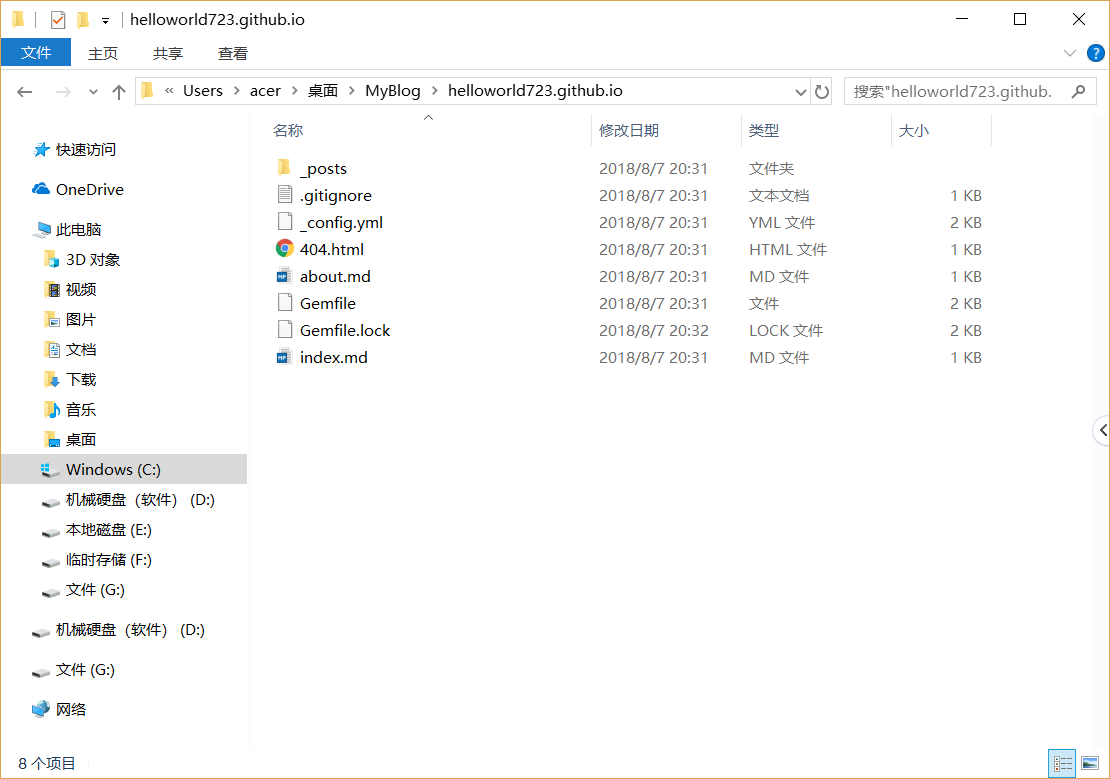 helloworld723.github.io
文件 主页 共享 查看
« Users acer 桌面 MyBlog helloworld723.github.io 搜索"helloworld723.github.
名称 修改日期 类型 大小
快速访问
OneDrive
此电脑
3D 对象
视频
图片
文档
下载
音乐
桌面
Windows (C:)
机械硬盘（软件） (D:)
本地磁盘 (E:)
临时存储 (F:)
文件 (G:)
机械硬盘（软件） (D:)
文件 (G:)
网络
_posts 2018/8/7 20:31 文件夹
.gitignore 2018/8/7 20:31 文本文档 1 KB
_config.yml 2018/8/7 20:31 YML 文件 2 KB
404.html 2018/8/7 20:31 HTML 文件 1 KB
about.md 2018/8/7 20:31 MD 文件 1 KB
Gemfile 2018/8/7 20:31 文件 2 KB
Gemfile.lock 2018/8/7 20:32 LOCK 文件 2 KB
index.md 2018/8/7 20:31 MD 文件 1 KB
8 个项目